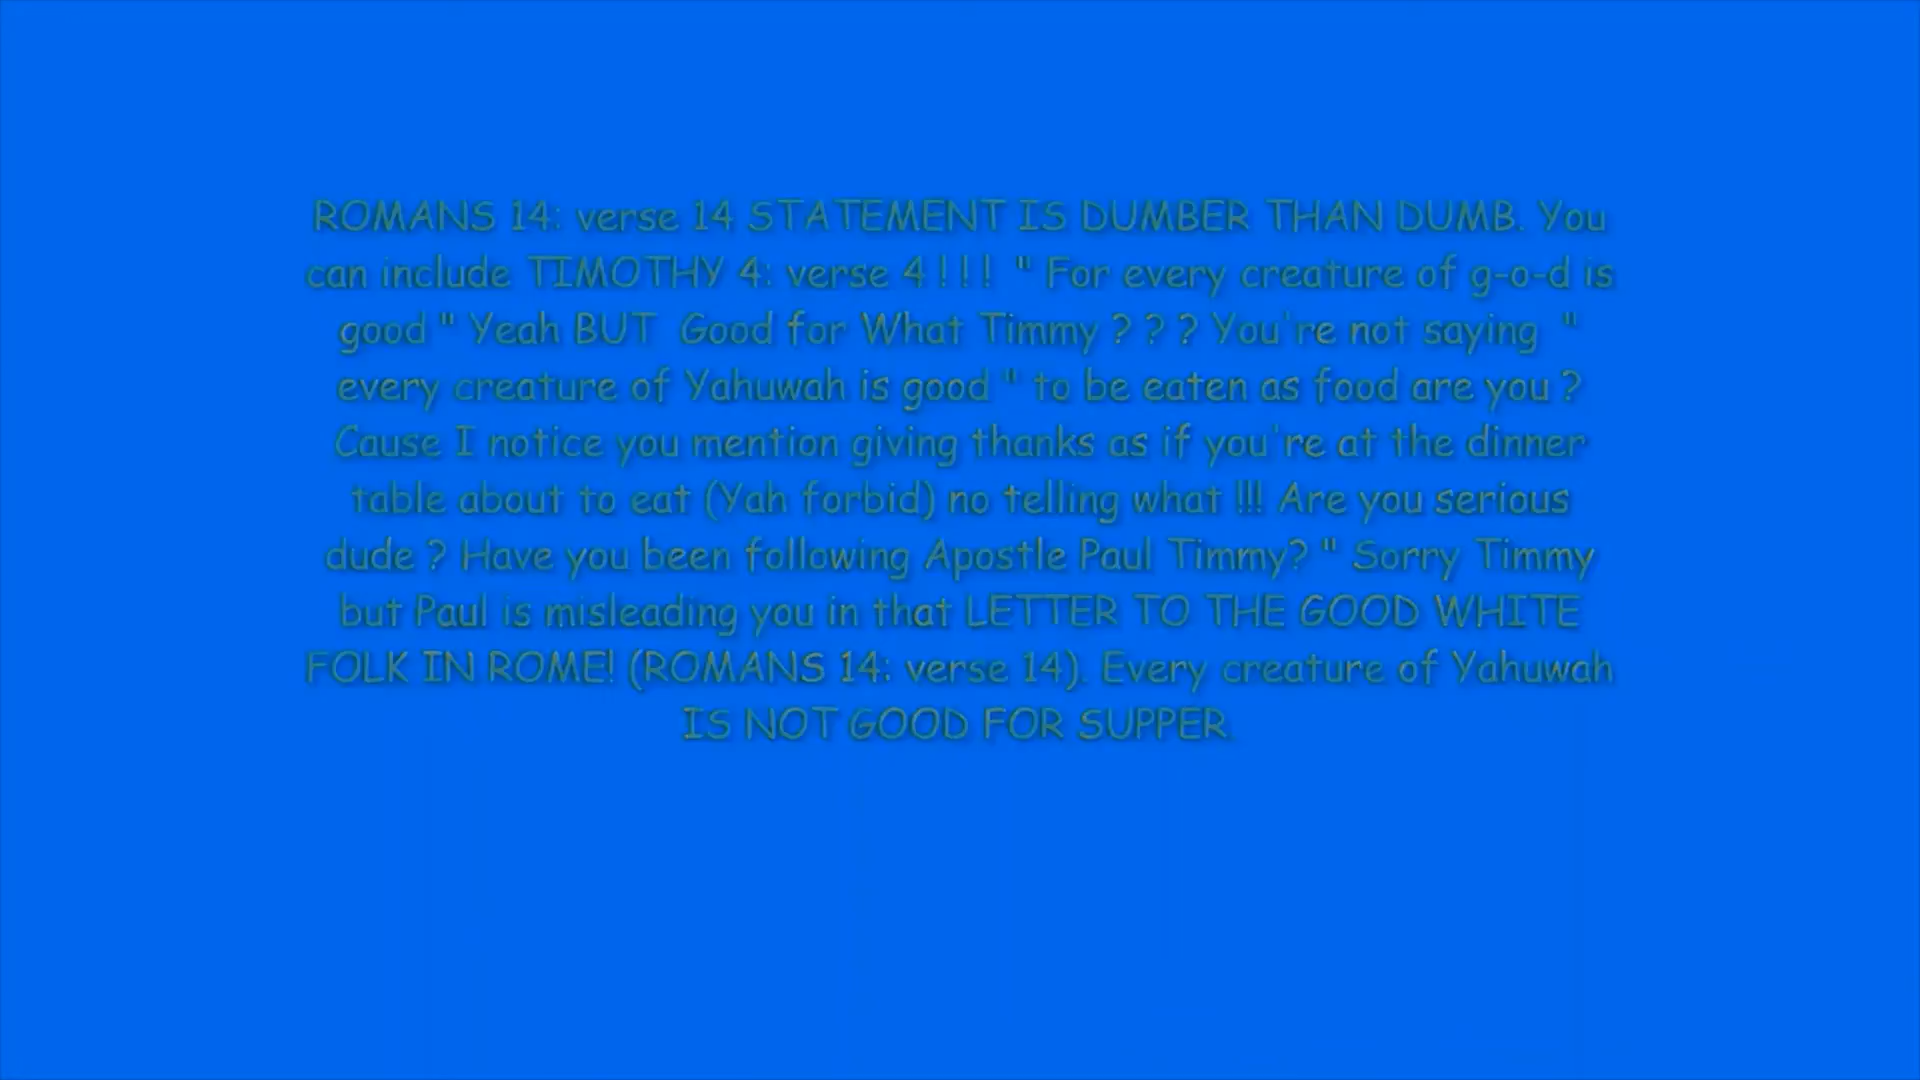 ROMANS 14: verse 14 STATEMENT IS DUMBER THAN DUMB. You
can include TIMOTHY 4: verse 4 ! ! ! " For every creature of g-o-d is
good " Yeah BUT Good for What Timmy ? ? ? You're not saying "
every creature of Yahuwah is good " to be eaten as food are you ?
Cause I notice you mention giving thanks as if you're at the dinner
table about to eat (Yah forbid) no telling what !!! Are you serious
dude ? Have you been following Apostle Paul Timmy? " Sorry Timmy
but Paul is misleading you in that LETTER TO THE GOOD WHITE
FOLK IN ROME! (ROMANS 14: verse 14). Every creature of Yahuwah
IS NOT GOOD FOR SUPPER.